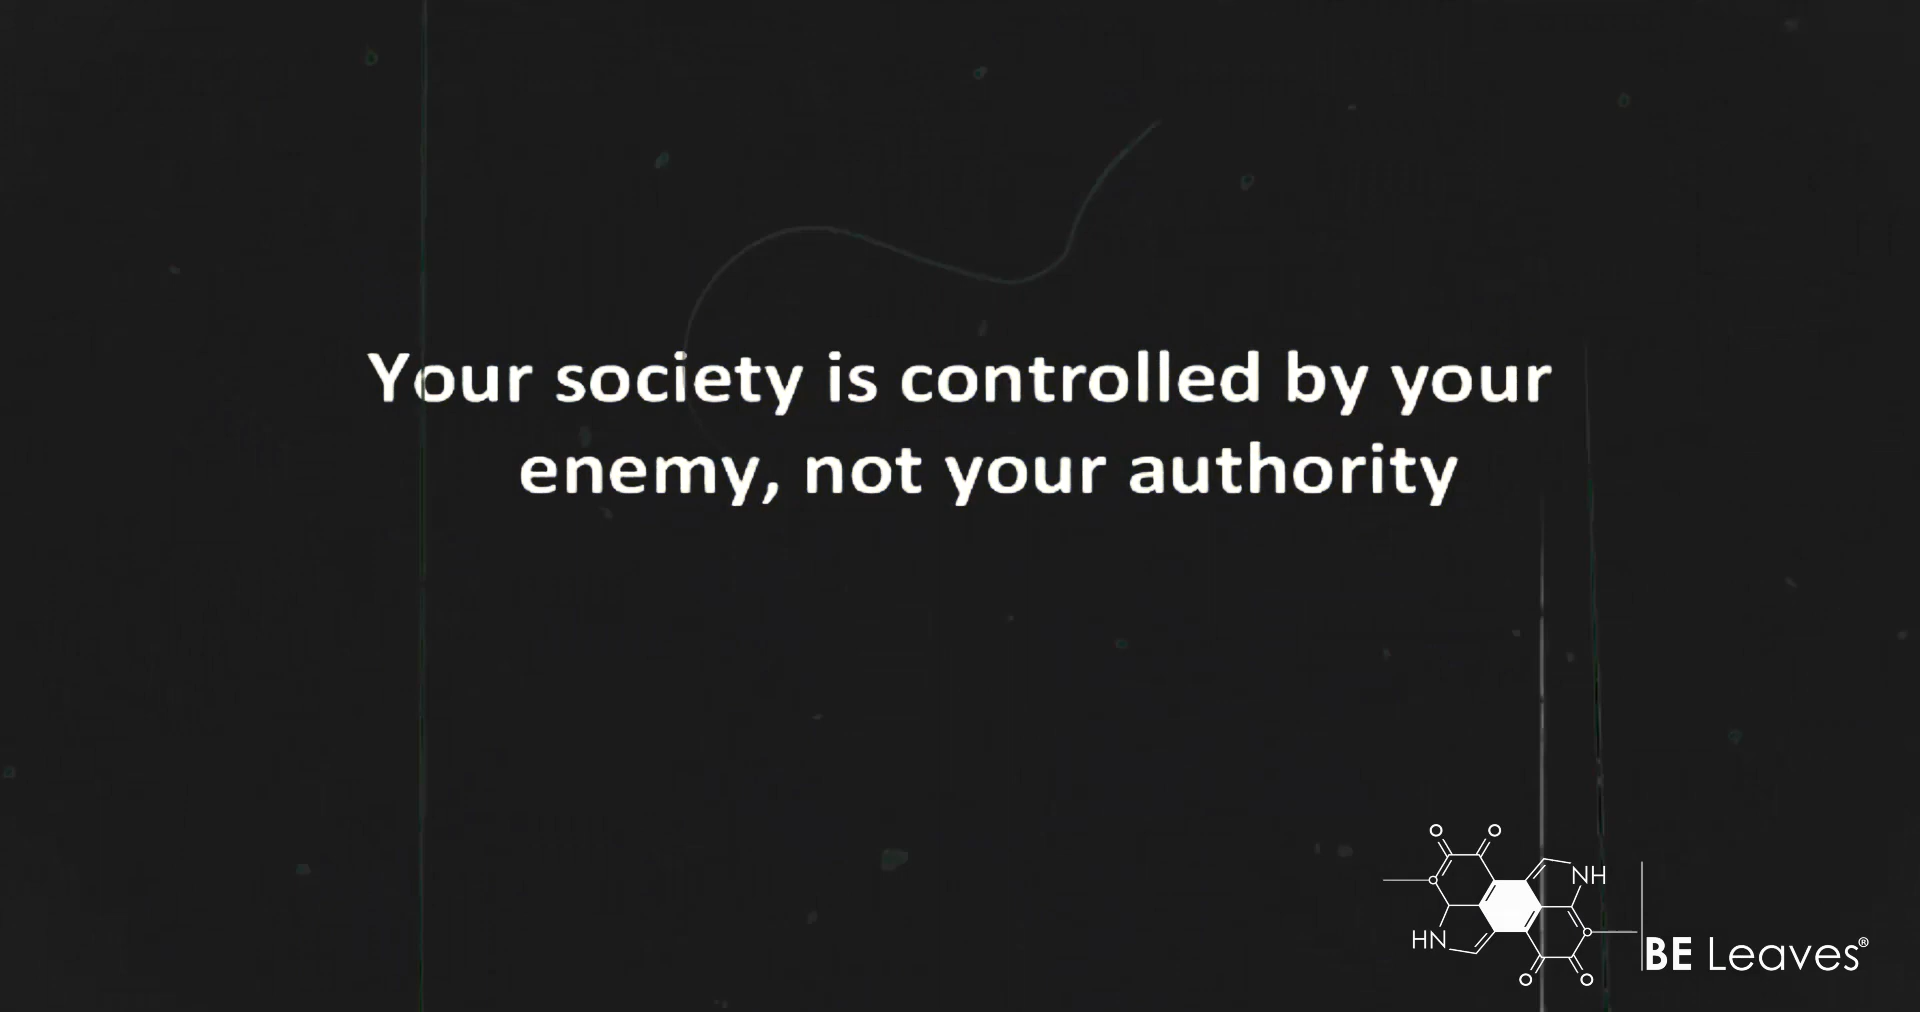 Your society is controlled by your
enemy, not your authority
NH
HN
BE Leaves®